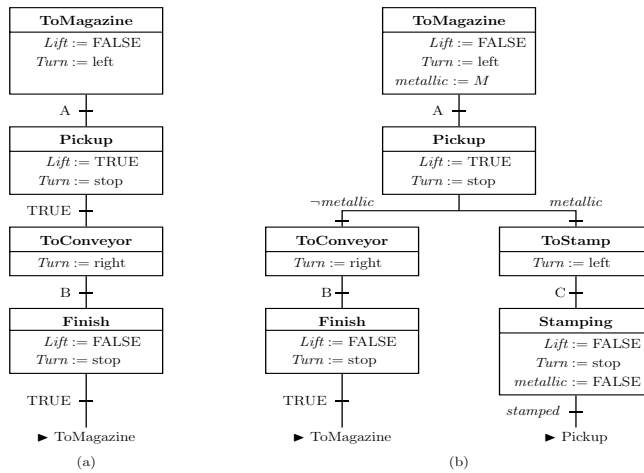 ToMagazine
Lift := FALSE
Turn := left
A
Pickup
Lift := TRUE
Turn := stop
TRUE
ToConveyor
Turn := right
B
Finish
Lift := FALSE
Turn := stop
TRUE
► ToMagazine
(a)
ToMagazine
Lift := FALSE
Turn := left
metallic := M
A
Pickup
Lift := TRUE
Turn := stop
¬metallic
ToConveyor
Turn := right
B
Finish
Lift := FALSE
Turn := stop
TRUE
► ToMagazine
metallic
ToStamp
Turn := left
C
Stamping
Lift := FALSE
Turn := stop
metallic := FALSE
stamped
► Pickup
(b)